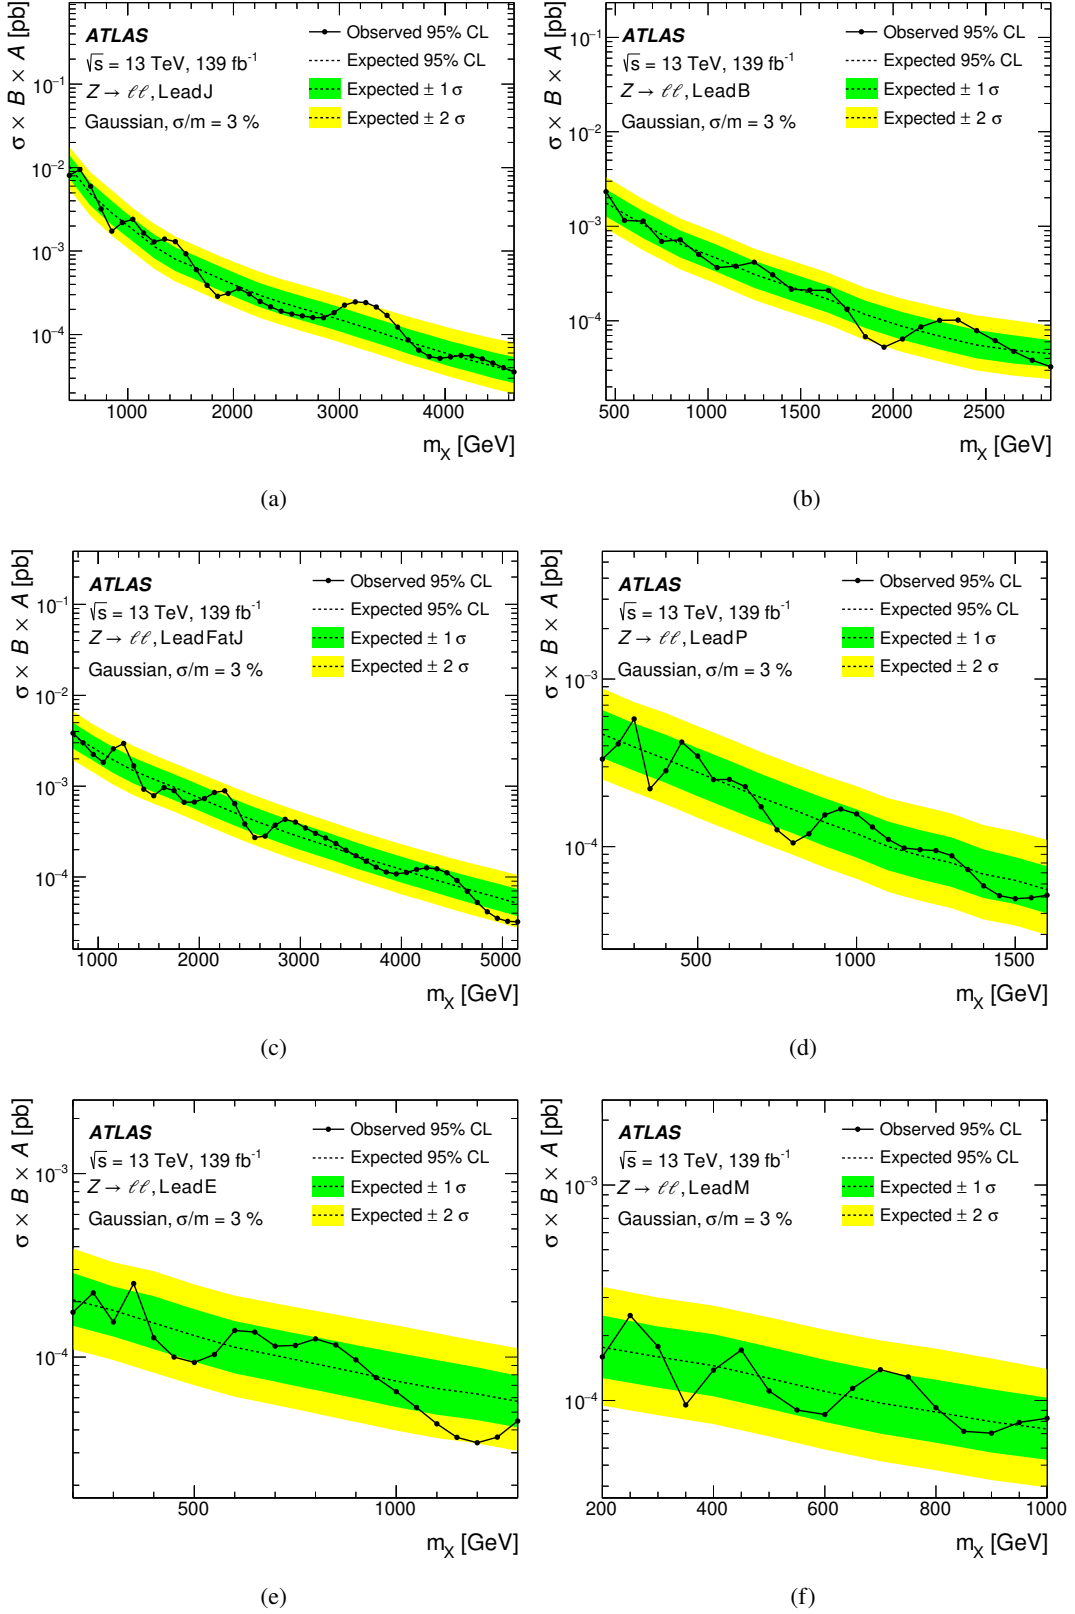 σ × B × A [pb]
10⁻¹
10⁻²
10⁻³
10⁻⁴
ATLAS
√s = 13 TeV, 139 fb⁻¹
Z → ℓℓ, LeadJ
Gaussian, σ/m = 3 %
Observed 95% CL
Expected 95% CL
Expected ± 1 σ
Expected ± 2 σ
1000 2000 3000 4000
m_X [GeV]
(a)
σ × B × A [pb]
10⁻¹
10⁻²
10⁻³
10⁻⁴
ATLAS
√s = 13 TeV, 139 fb⁻¹
Z → ℓℓ, LeadB
Gaussian, σ/m = 3 %
Observed 95% CL
Expected 95% CL
Expected ± 1 σ
Expected ± 2 σ
500 1000 1500 2000 2500
m_X [GeV]
(b)
σ × B × A [pb]
10⁻¹
10⁻²
10⁻³
10⁻⁴
ATLAS
√s = 13 TeV, 139 fb⁻¹
Z → ℓℓ, LeadFatJ
Gaussian, σ/m = 3 %
Observed 95% CL
Expected 95% CL
Expected ± 1 σ
Expected ± 2 σ
1000 2000 3000 4000 5000
m_X [GeV]
(c)
σ × B × A [pb]
10⁻³
10⁻⁴
ATLAS
√s = 13 TeV, 139 fb⁻¹
Z → ℓℓ, LeadP
Gaussian, σ/m = 3 %
Observed 95% CL
Expected 95% CL
Expected ± 1 σ
Expected ± 2 σ
500 1000 1500
m_X [GeV]
(d)
σ × B × A [pb]
10⁻³
10⁻⁴
ATLAS
√s = 13 TeV, 139 fb⁻¹
Z → ℓℓ, LeadE
Gaussian, σ/m = 3 %
Observed 95% CL
Expected 95% CL
Expected ± 1 σ
Expected ± 2 σ
500 1000
m_X [GeV]
(e)
σ × B × A [pb]
10⁻³
10⁻⁴
ATLAS
√s = 13 TeV, 139 fb⁻¹
Z → ℓℓ, LeadM
Gaussian, σ/m = 3 %
Observed 95% CL
Expected 95% CL
Expected ± 1 σ
Expected ± 2 σ
200 400 600 800 1000
m_X [GeV]
(f)